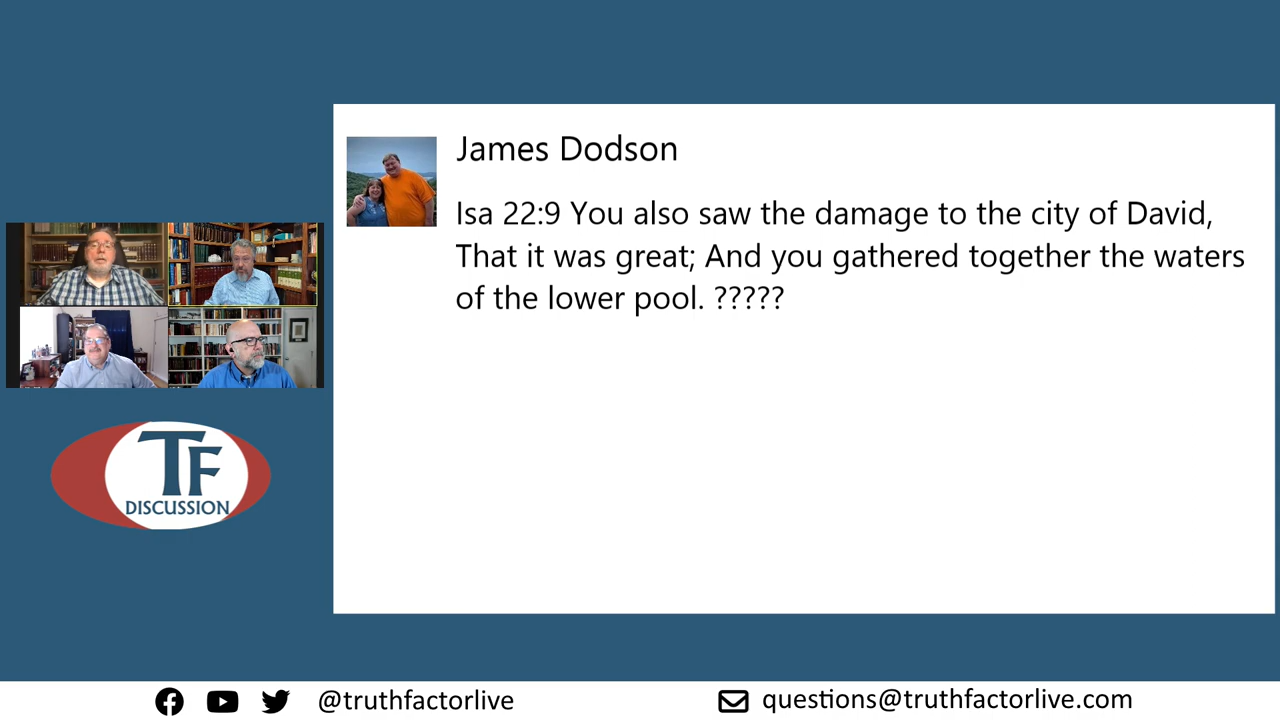 James Dodson
Isa 22:9 You also saw the damage to the city of David,
That it was great; And you gathered together the waters
of the lower pool. ?????
TF
DISCUSSION
@truthfactorlive
questions@truthfactorlive.com